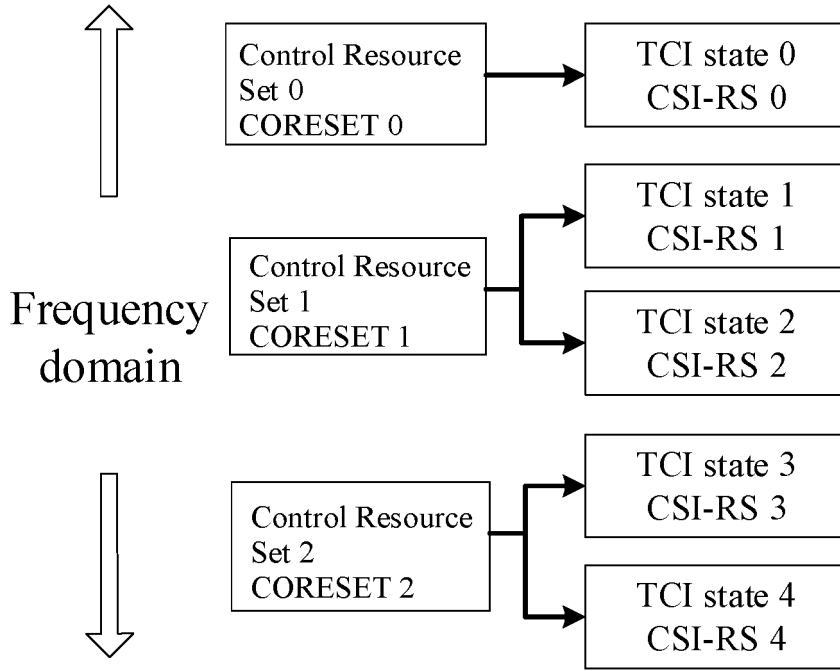 Control Resource
Set 0
CORESET 0
TCI state 0
CSI-RS 0
Frequency
domain
Control Resource
Set 1
CORESET 1
TCI state 1
CSI-RS 1
TCI state 2
CSI-RS 2
Control Resource
Set 2
CORESET 2
TCI state 3
CSI-RS 3
TCI state 4
CSI-RS 4